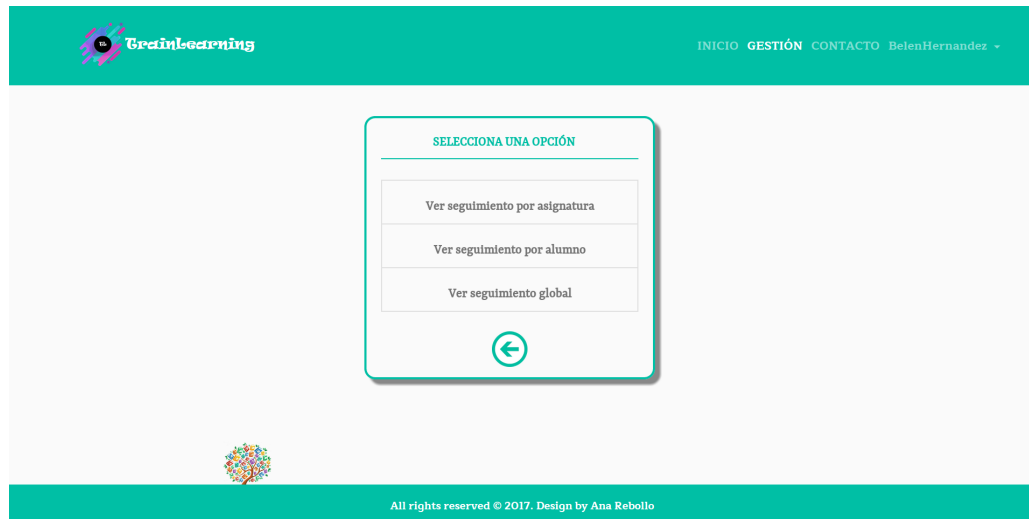 TrainLearning
INICIO GESTIÓN CONTACTO BelenHernandez
SELECCIONA UNA OPCIÓN
Ver seguimiento por asignatura
Ver seguimiento por alumno
Ver seguimiento global
All rights reserved © 2017. Design by Ana Rebollo